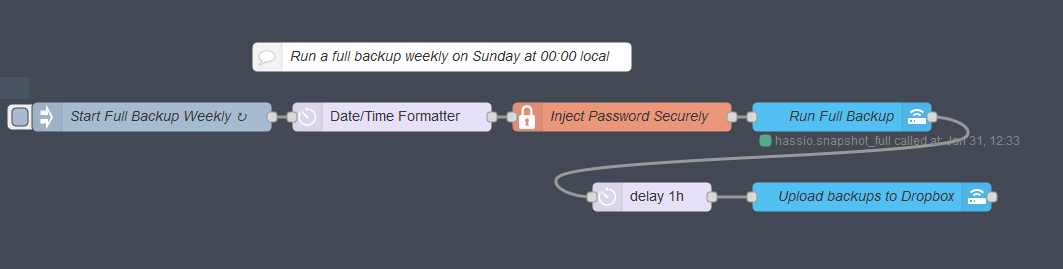 Run a full backup weekly on Sunday at 00:00 local
Start Full Backup Weekly ↻
Date/Time Formatter
Inject Password Securely
Run Full Backup
hassio.snapshot_full called at: Jan 31, 12:33
delay 1h
Upload backups to Dropbox